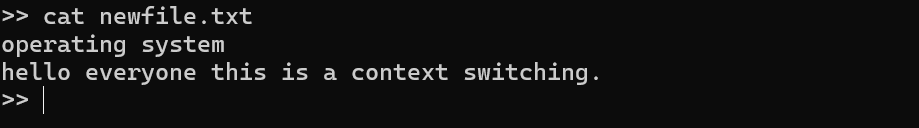 >> cat newfile.txt
operating system
hello everyone this is a context switching.
>>